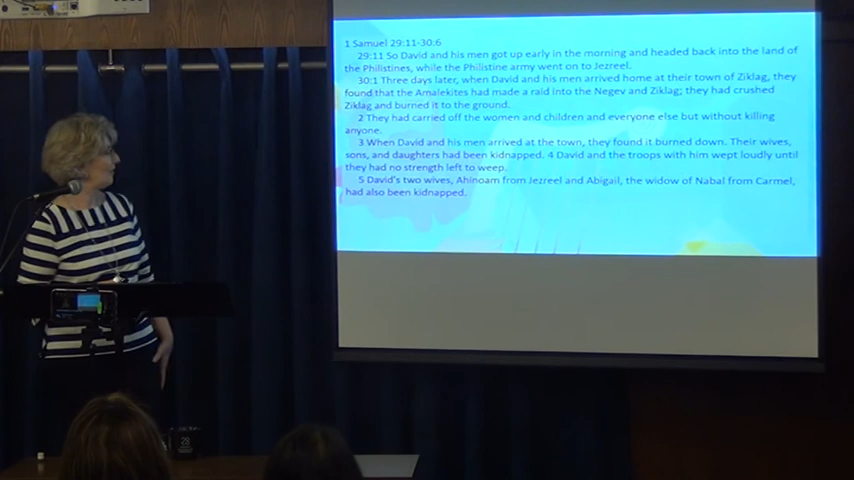 1 Samuel 29:11-30;6
29:11 So David and his men got up early in the morning and headed back into the land of
the Philistines, while the Philistine army went on to Jezreel.
30:1 Three days later, when David and his men arrived home at their town of Ziklag, they
found that the Amalekites had made a raid into the Negev and Ziklag; they had crushed
Ziklag and burned it to the ground.
2 They had carried off the women and children and everyone else but without killing
anyone.
3 When David and his men arrived at the town, they found it burned down. Their wives,
sons, and daughters had been kidnapped. 4 David and the troops with him wept loudly until
they had no strength left to weep.
5 David's two wives, Ahinoam from Jezreel and Abigail, the widow of Nabal from Carmel,
had also been kidnapped.